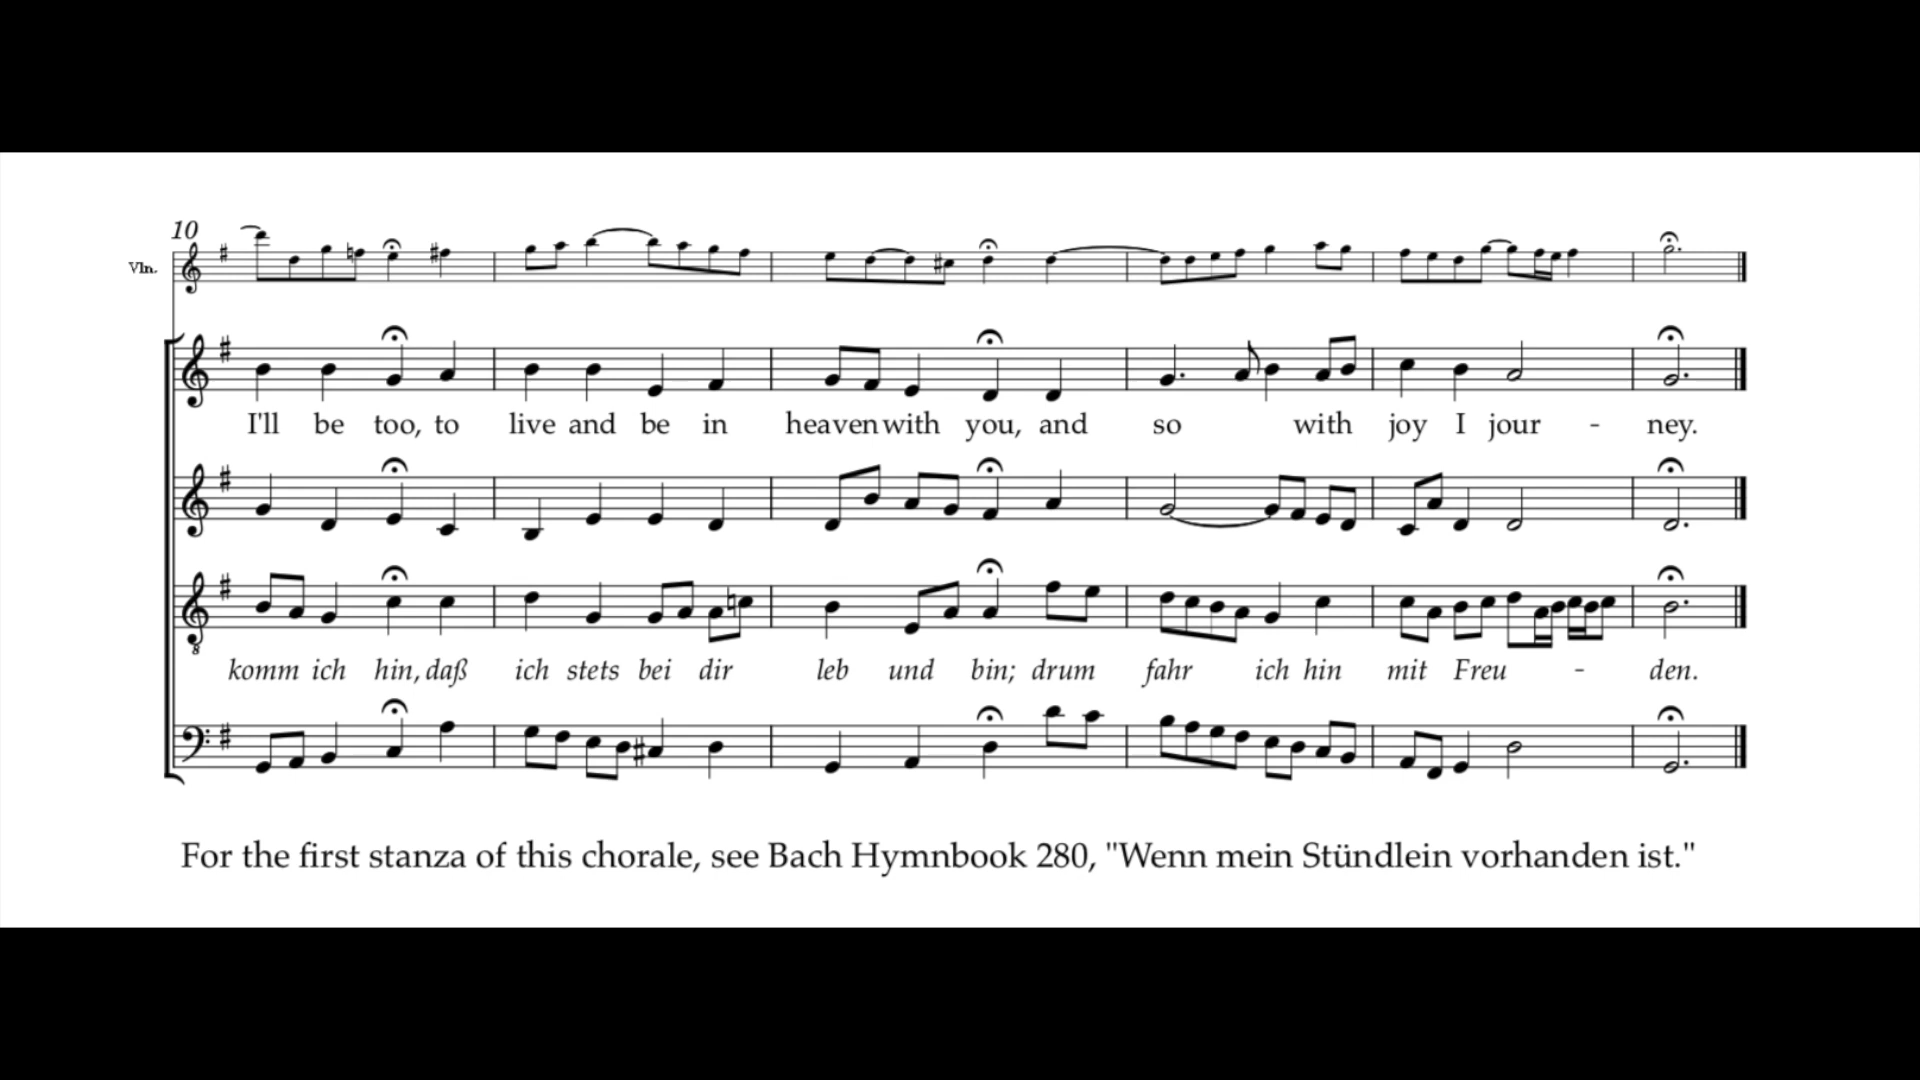 10
Vln.
I'll be too, to live and be in heaven with you, and so with joy I jour - ney.
8
komm ich hin, daß ich stets bei dir leb und bin; drum fahr ich hin mit Freu - den.
For the first stanza of this chorale, see Bach Hymnbook 280, "Wenn mein Stündlein vorhanden ist."